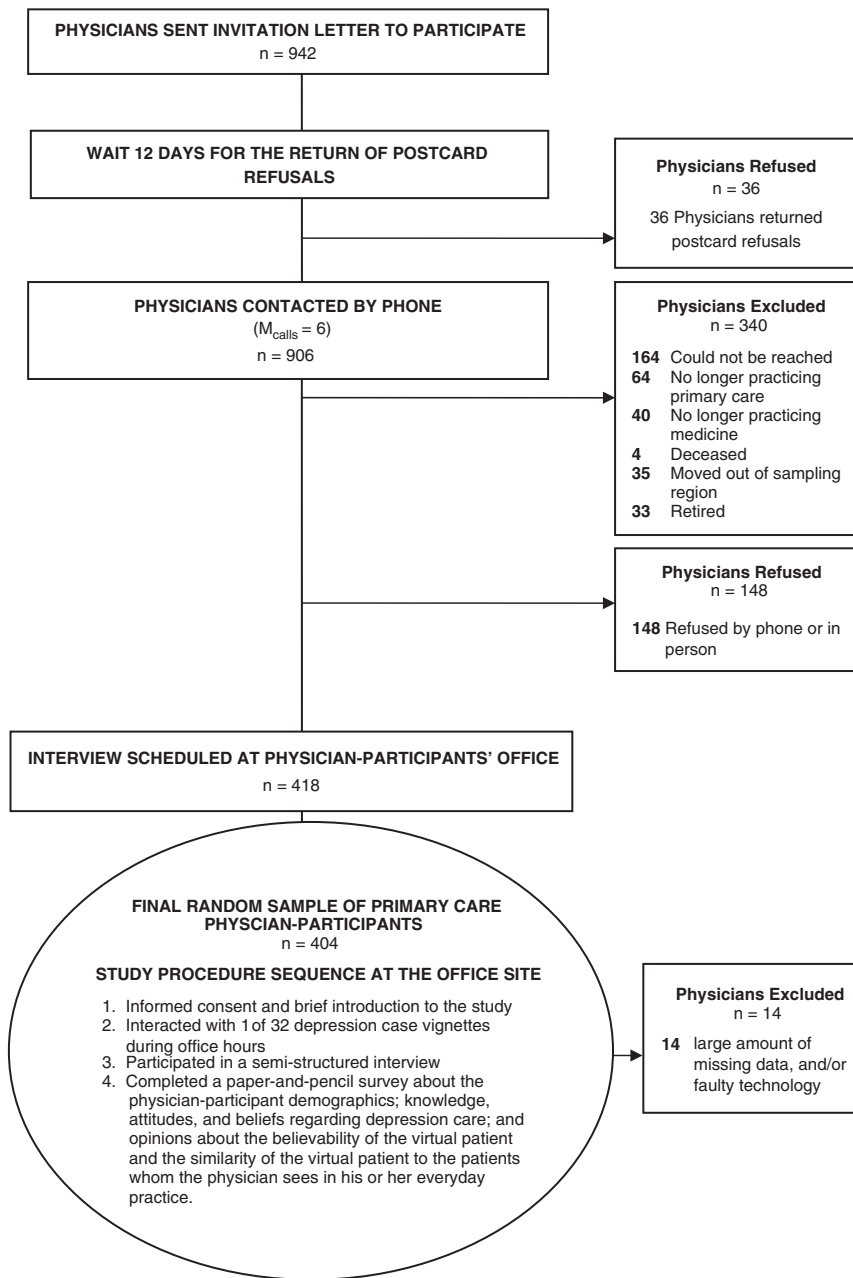 PHYSICIANS SENT INVITATION LETTER TO PARTICIPATE
n = 942
WAIT 12 DAYS FOR THE RETURN OF POSTCARD
REFUSALS
Physicians Refused
n = 36
36 Physicians returned
postcard refusals
PHYSICIANS CONTACTED BY PHONE
(Mcalls = 6)
n = 906
Physicians Excluded
n = 340
164 Could not be reached
64 No longer practicing
primary care
40 No longer practicing
medicine
4 Deceased
35 Moved out of sampling
region
33 Retired
Physicians Refused
n = 148
148 Refused by phone or in
person
INTERVIEW SCHEDULED AT PHYSICIAN-PARTICIPANTS' OFFICE
n = 418
FINAL RANDOM SAMPLE OF PRIMARY CARE
PHYSCIAN-PARTICIPANTS
n = 404
STUDY PROCEDURE SEQUENCE AT THE OFFICE SITE
1. Informed consent and brief introduction to the study
2. Interacted with 1 of 32 depression case vignettes
during office hours
3. Participated in a semi-structured interview
4. Completed a paper-and-pencil survey about the
physician-participant demographics; knowledge,
attitudes, and beliefs regarding depression care; and
opinions about the believability of the virtual patient
and the similarity of the virtual patient to the patients
whom the physician sees in his or her everyday
practice.
Physicians Excluded
n = 14
14 large amount of
missing data, and/or
faulty technology